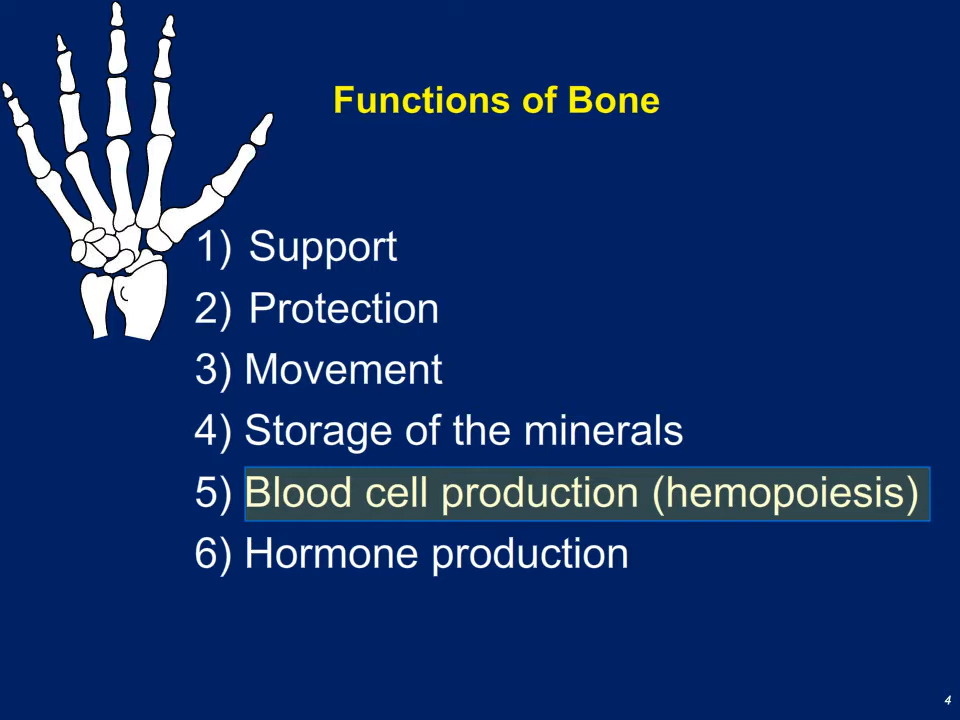 Functions of Bone
1) Support
2) Protection
3) Movement
4) Storage of the minerals
5) Blood cell production (hemopoiesis)
6) Hormone production
4